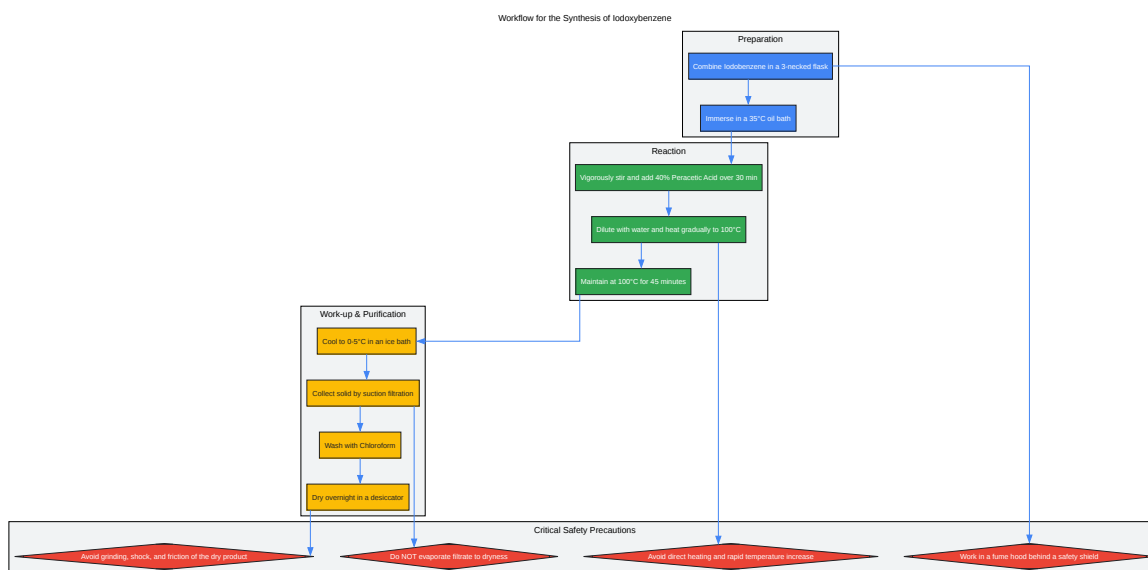 Workflow for the Synthesis of Iodoxybenzene
Preparation
Combine Iodobenzene in a 3-necked flask
Immerse in a 35°C oil bath
Reaction
Vigorously stir and add 40% Peracetic Acid over 30 min
Dilute with water and heat gradually to 100°C
Maintain at 100°C for 45 minutes
Work-up & Purification
Cool to 0-5°C in an ice bath
Collect solid by suction filtration
Wash with Chloroform
Dry overnight in a desiccator
Critical Safety Precautions
Avoid grinding, shock, and friction of the dry product
Do NOT evaporate filtrate to dryness
Avoid direct heating and rapid temperature increase
Work in a fume hood behind a safety shield